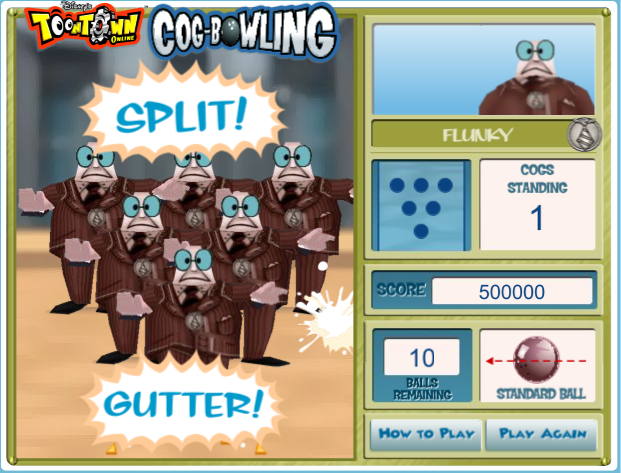 Disney's
TOONTOWN
ONLINE
COG-BOWLING
SPLIT!
GUTTER!
FLUNKY
COGS
STANDING
1
SCORE 500000
10
BALLS
REMAINING
STANDARD BALL
HOW TO PLAY
PLAY AGAIN